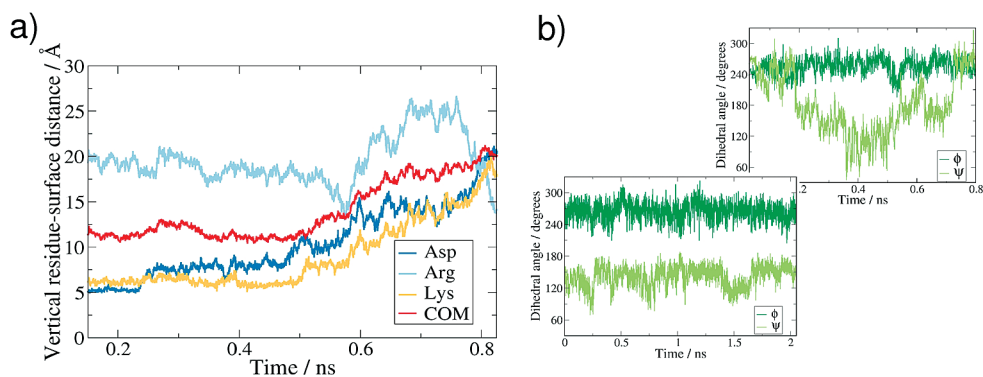 a)
Vertical residue-surface distance / Å
30
25
20
15
10
5
0
0.2
0.4
0.6
0.8
Time / ns
Asp
Arg
Lys
COM
b)
Dihedral angle / degrees
300
240
180
120
60
.2
0.4
0.6
0.8
Time / ns
ϕ
ψ
Dihedral angle / degrees
300
240
180
120
60
0
0.5
1
1.5
2
Time / ns
ϕ
ψ